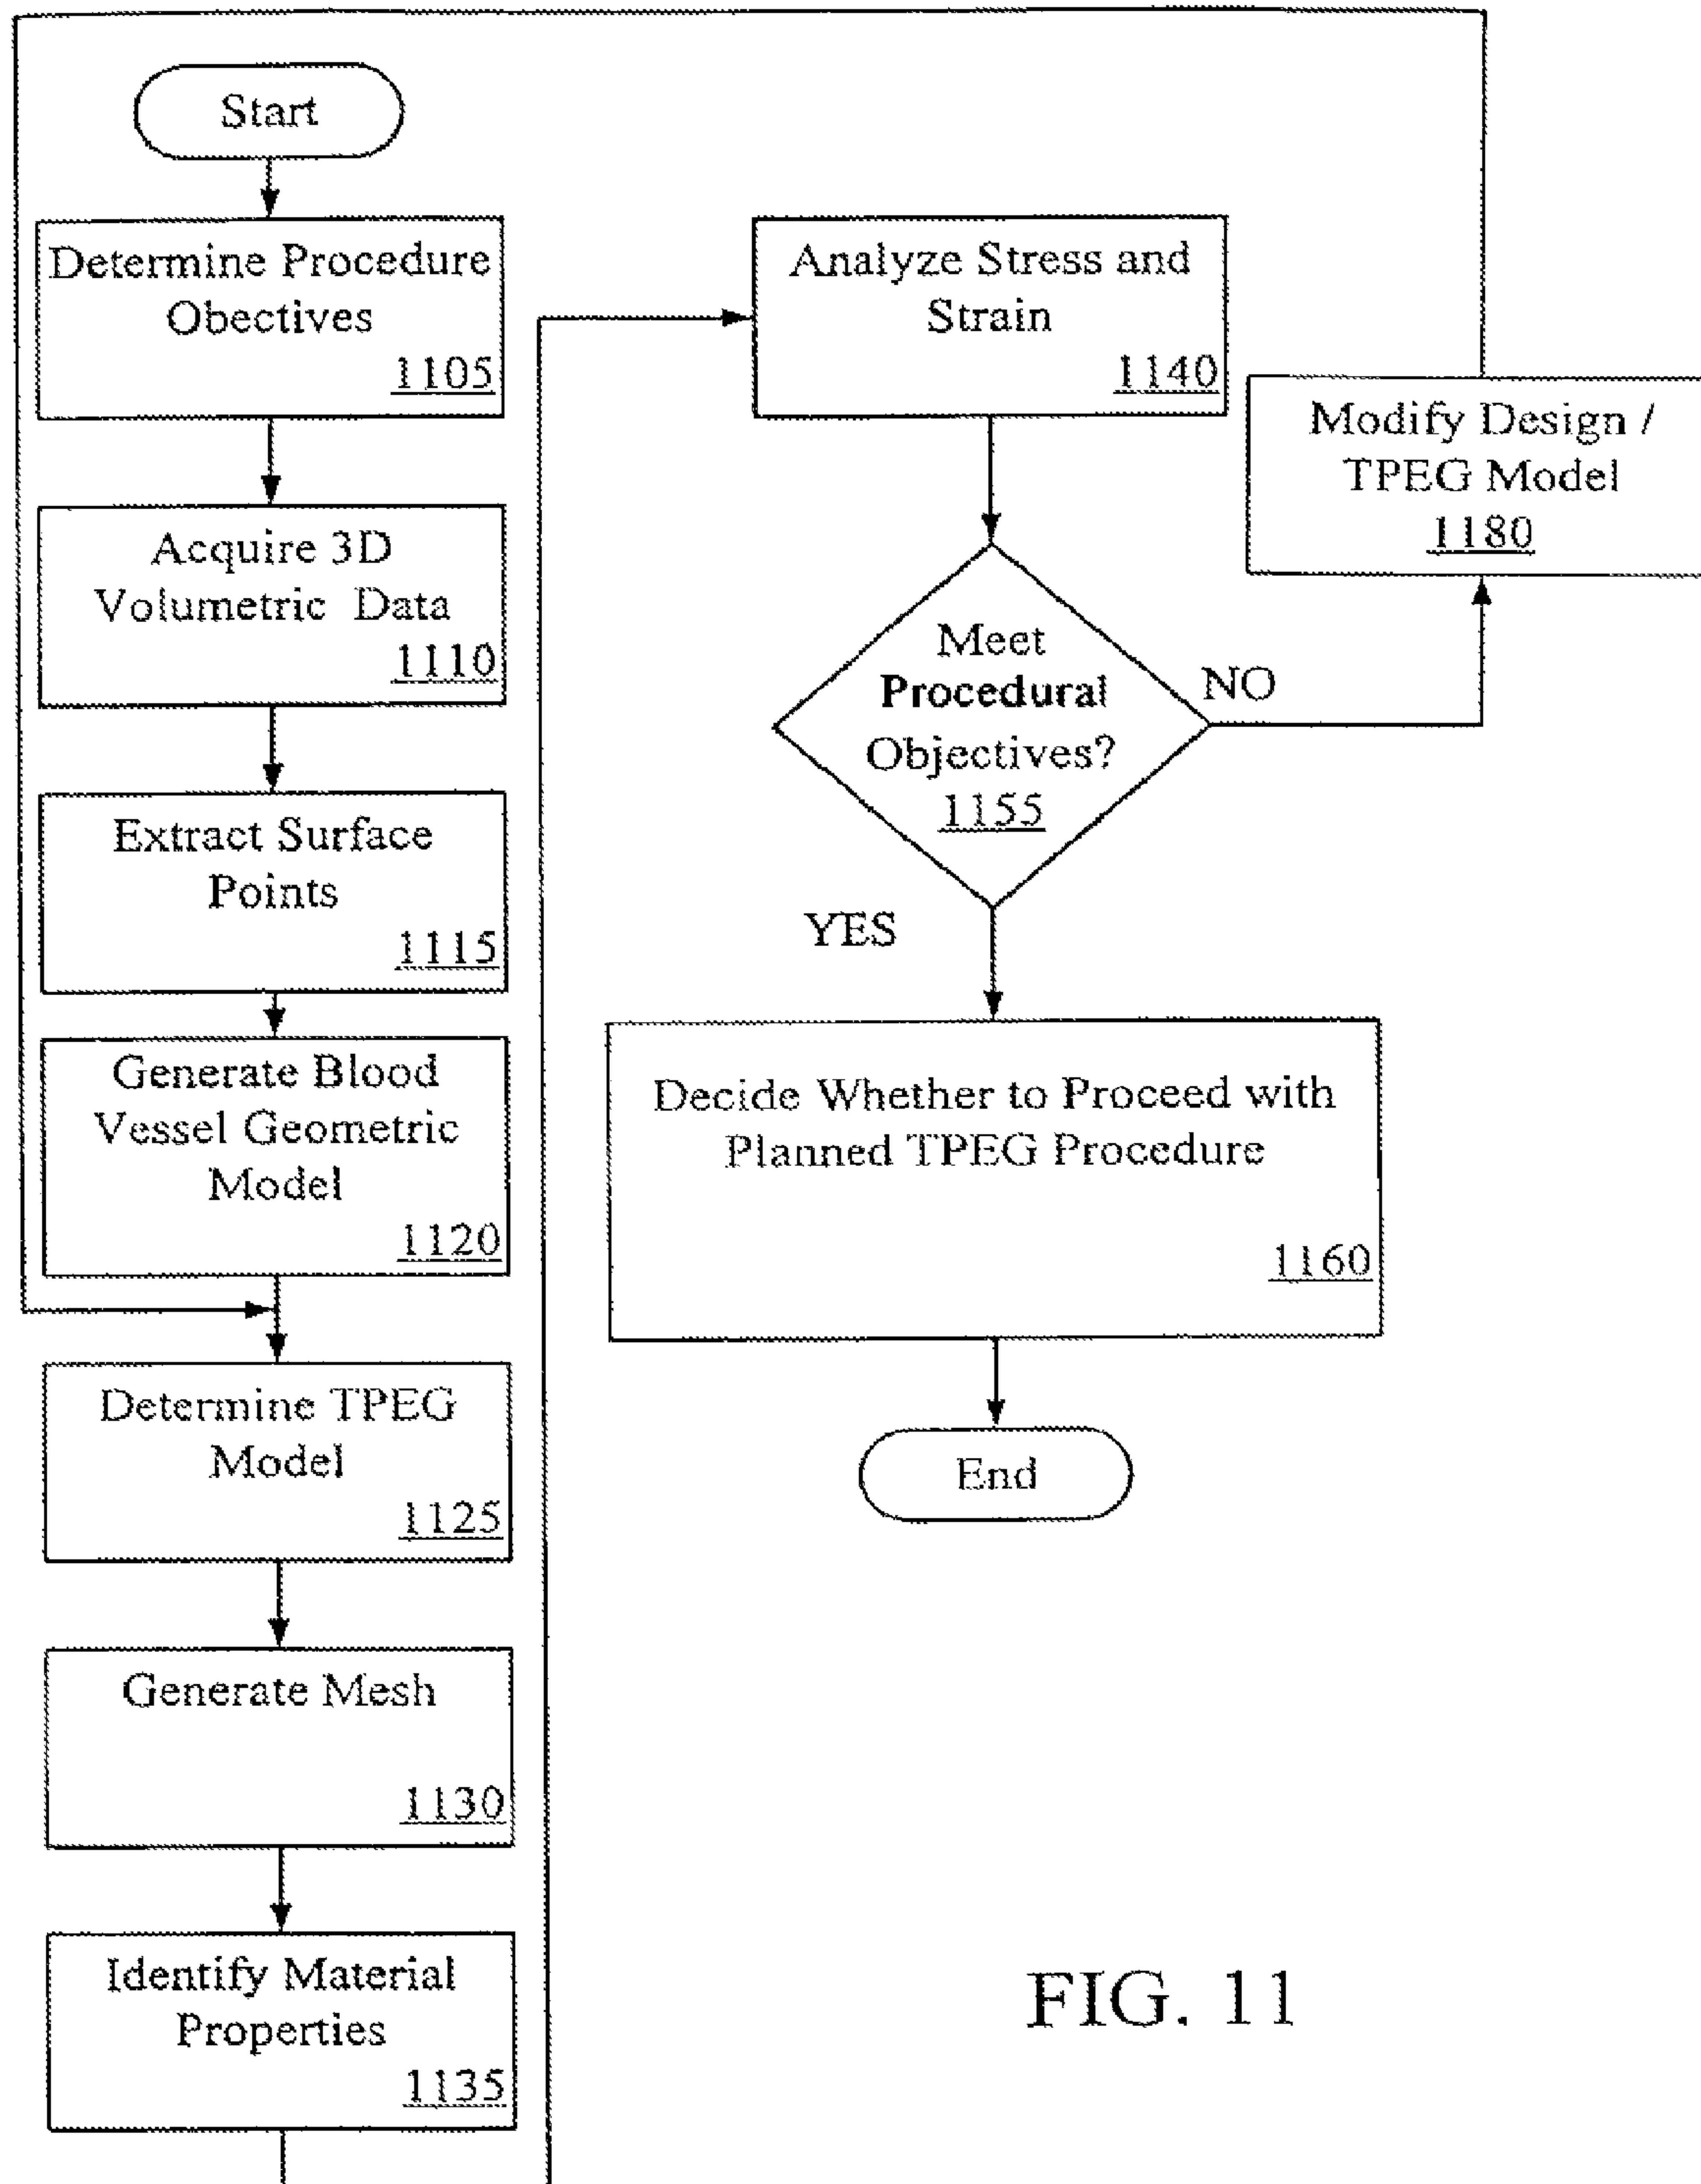 Start
Determine Procedure
Obectives
1105
Acquire 3D
Volumetric Data
1110
Extract Surface
Points
1115
Generate Blood
Vessel Geometric
Model
1120
Determine TPEG
Model
1125
Generate Mesh
1130
Identify Material
Properties
1135
Analyze Stress and
Strain
1140
Meet
Procedural
Objectives?
1155
NO
YES
Modify Design /
TPEG Model
1180
Decide Whether to Proceed with
Planned TPEG Procedure
1160
End
FIG. 11